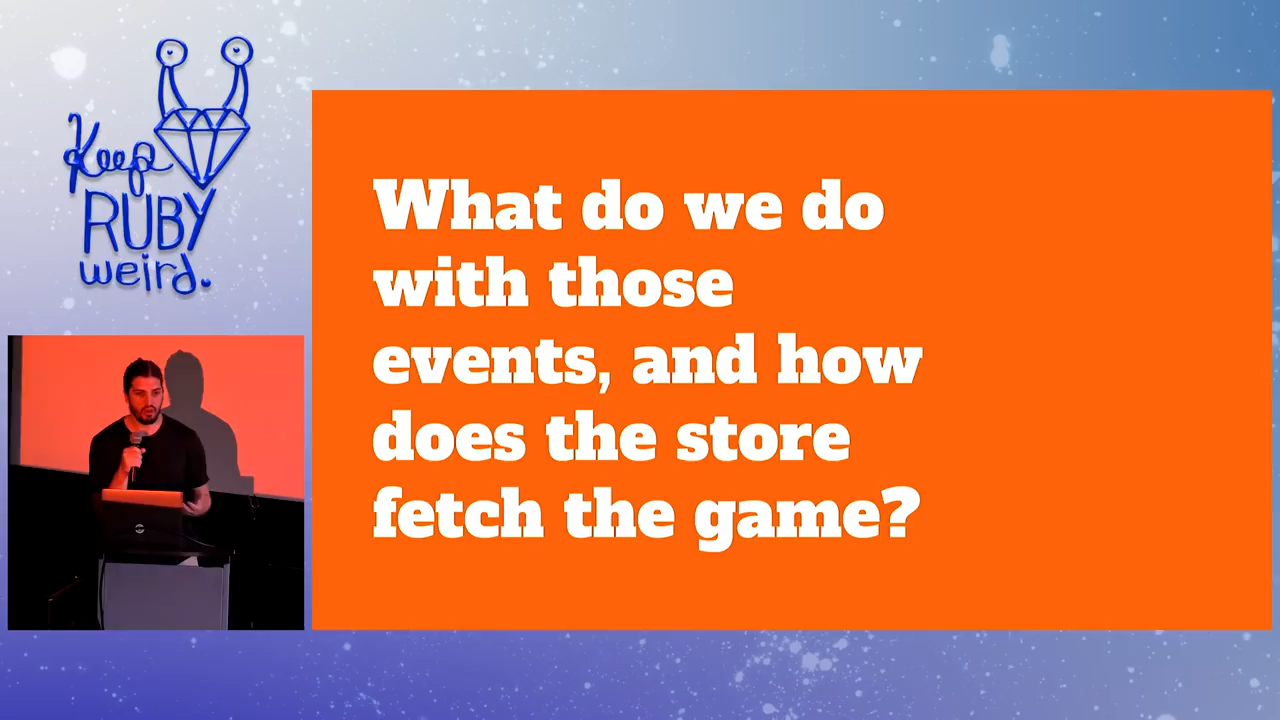 Keep
RUBY
weird.
What do we do
with those
events, and how
does the store
fetch the game?